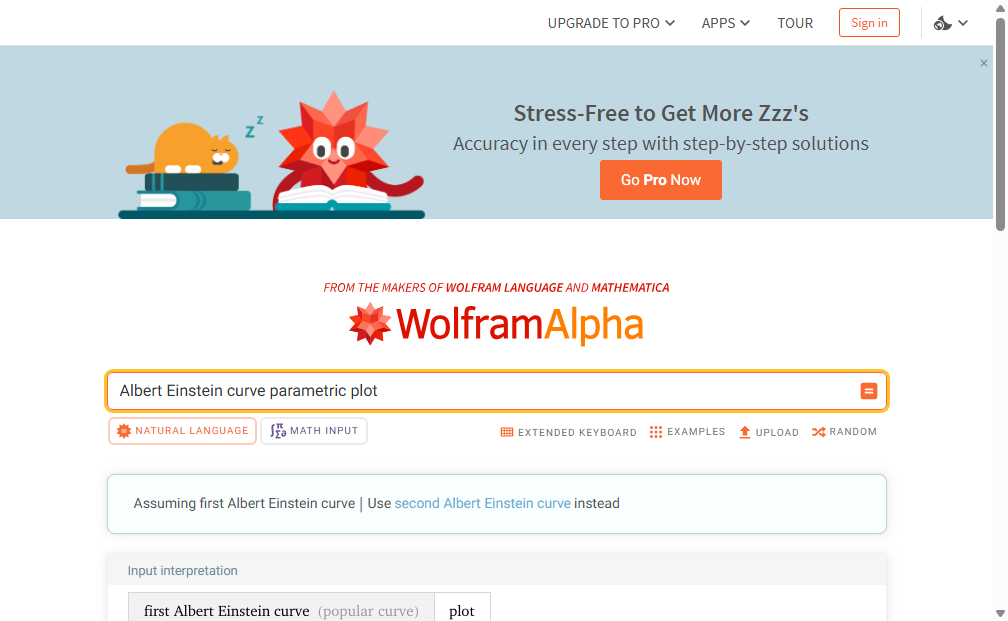 UPGRADE TO PRO APPS TOUR Sign in
Stress-Free to Get More Zzz's
Accuracy in every step with step-by-step solutions
Go Pro Now
z z
FROM THE MAKERS OF WOLFRAM LANGUAGE AND MATHEMATICA
WolframAlpha
Albert Einstein curve parametric plot
NATURAL LANGUAGE MATH INPUT EXTENDED KEYBOARD EXAMPLES UPLOAD RANDOM
Assuming first Albert Einstein curve | Use second Albert Einstein curve instead
Input interpretation
first Albert Einstein curve (popular curve) plot